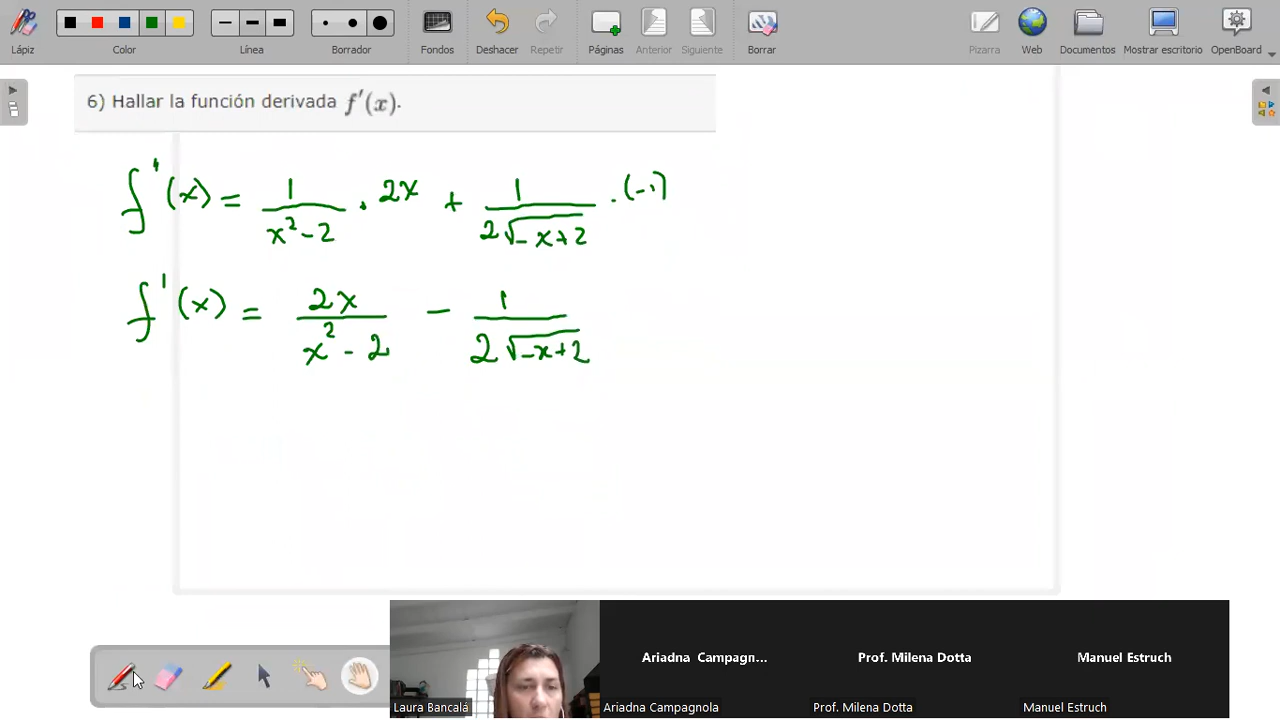 Lápiz Color Línea Borrador Fondos Deshacer Repetir Páginas Anterior Siguiente Borrar Pizarra Web Documentos Mostrar escritorio OpenBoard
6) Hallar la función derivada f'(x).
f'(x) = 1/(x² - 2) · 2x + 1/(2√(-x+2)) · (-1)
f'(x) = 2x/(x² - 2) - 1/(2√(-x+2))
Ariadna Campagn... Prof. Milena Dotta Manuel Estruch
Laura Bancalá Ariadna Campagnola Prof. Milena Dotta Manuel Estruch